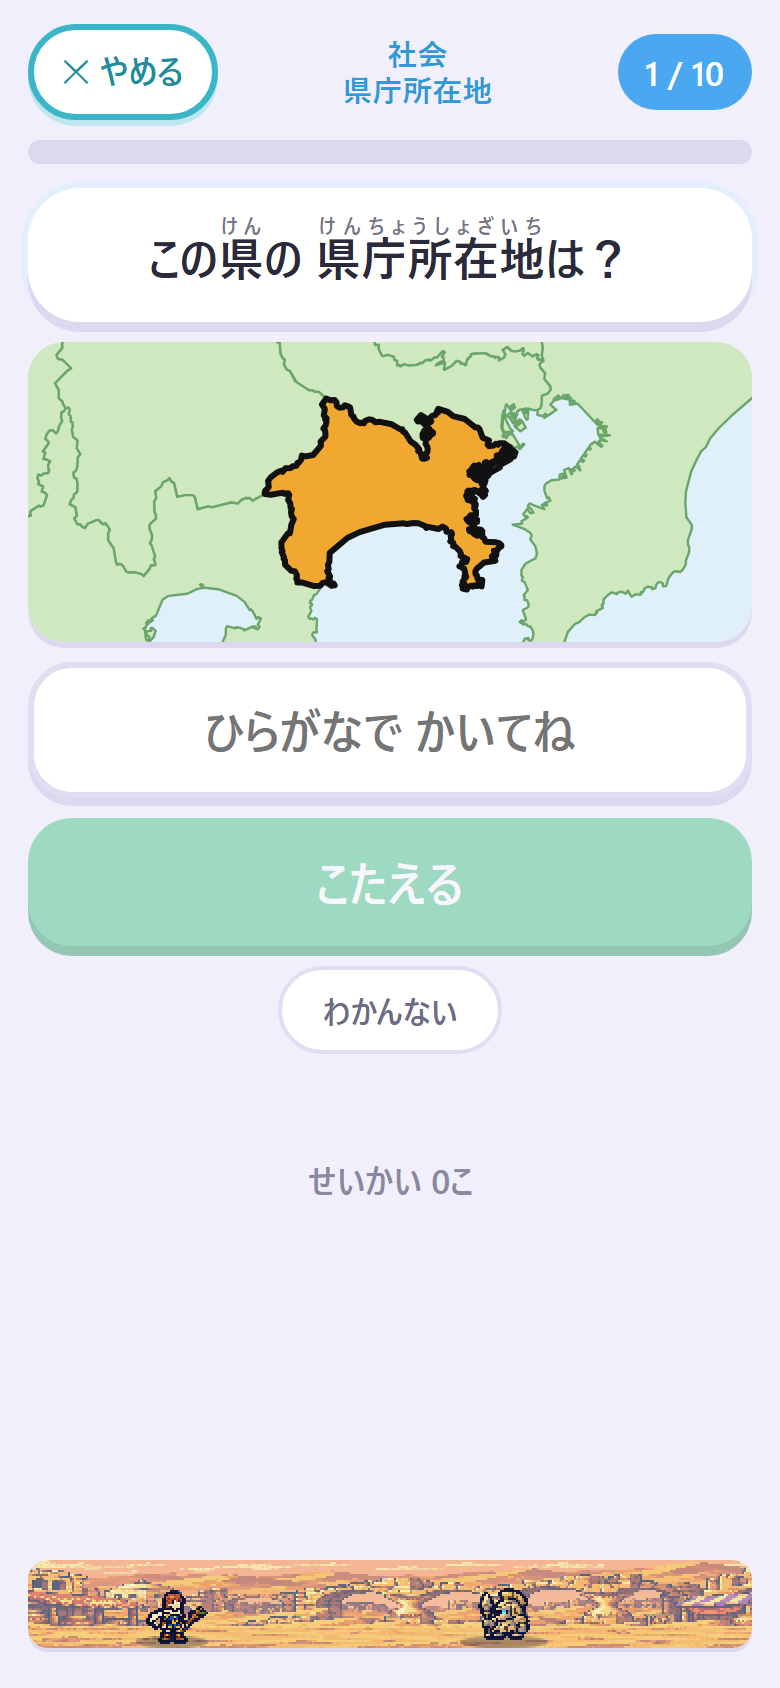 × やめる
社会
県庁所在地
1 / 10
けん けんちょうしょざいち
この県の 県庁所在地は？
ひらがなで かいてね
こたえる
わかんない
せいかい 0こ